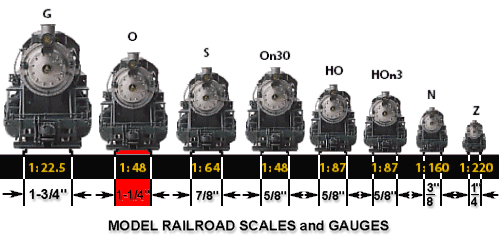 G O S On30 HO HOn3 N Z
1:22.5 1:48 1:64 1:48 1:87 1:87 1:160 1:220
1-3/4" 1-1/4" 7/8" 5/8" 5/8" 5/8" 3/8" 1/4"
MODEL RAILROAD SCALES and GAUGES